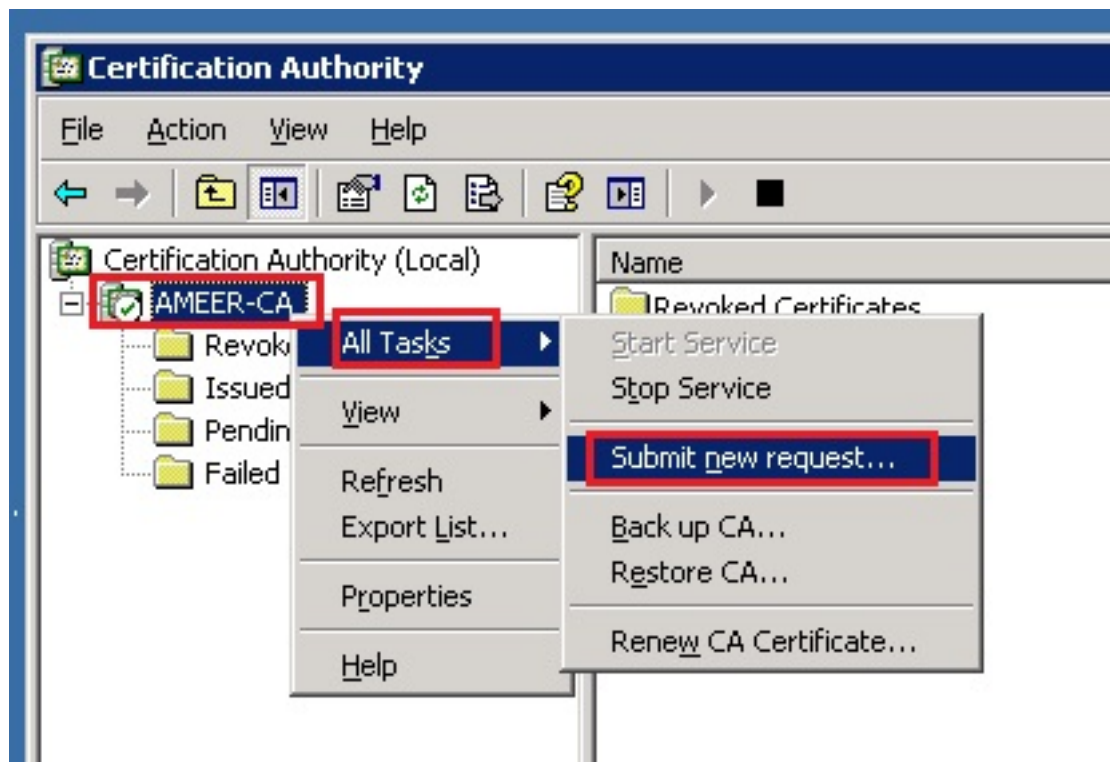 Certification Authority
File Action View Help
Certification Authority (Local)
Name
AMEER-CA
Revoked Certificates
Revok
Issued
Pendin
Failed
All Tasks
View
Refresh
Export List...
Properties
Help
Start Service
Stop Service
Submit new request...
Back up CA...
Restore CA...
Renew CA Certificate...